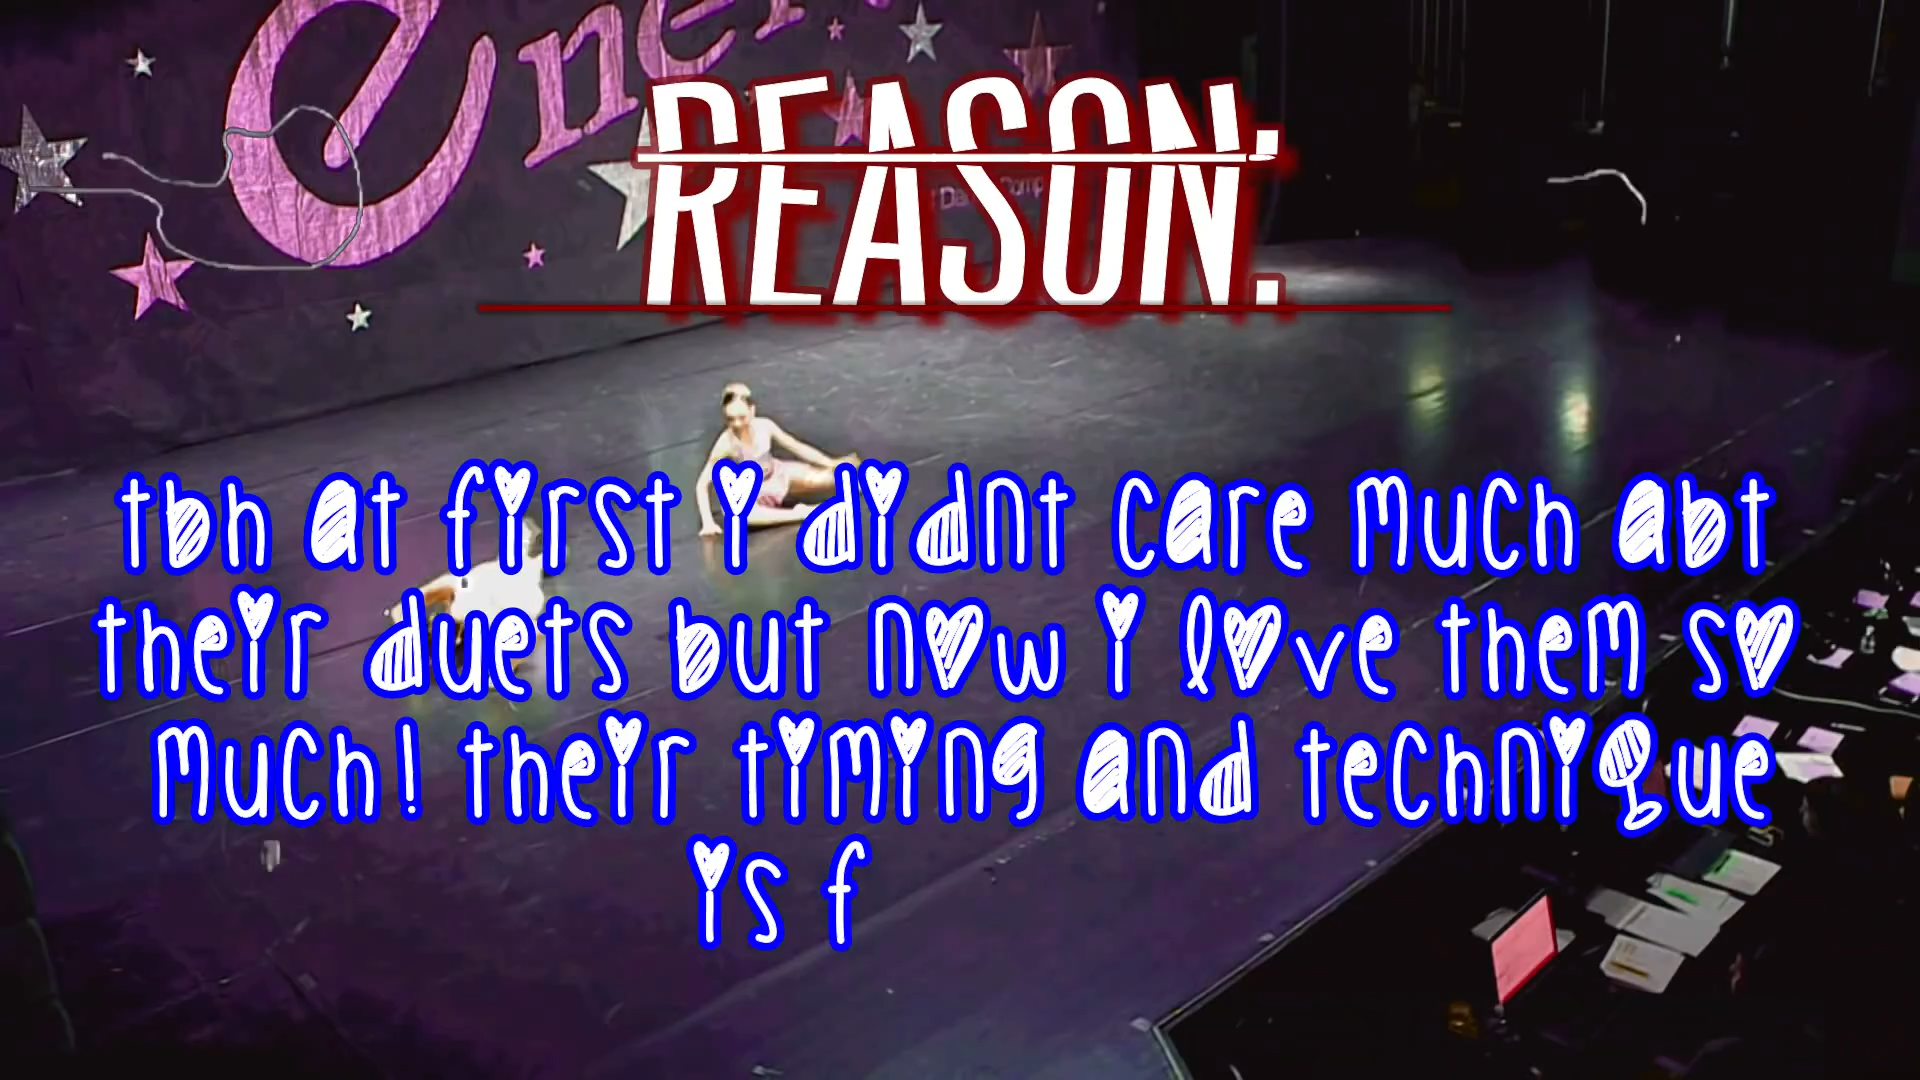 ener
REASON:
tbh at first i didnt care much abt
their duets but now i love them so
much! their timing and technique
is f